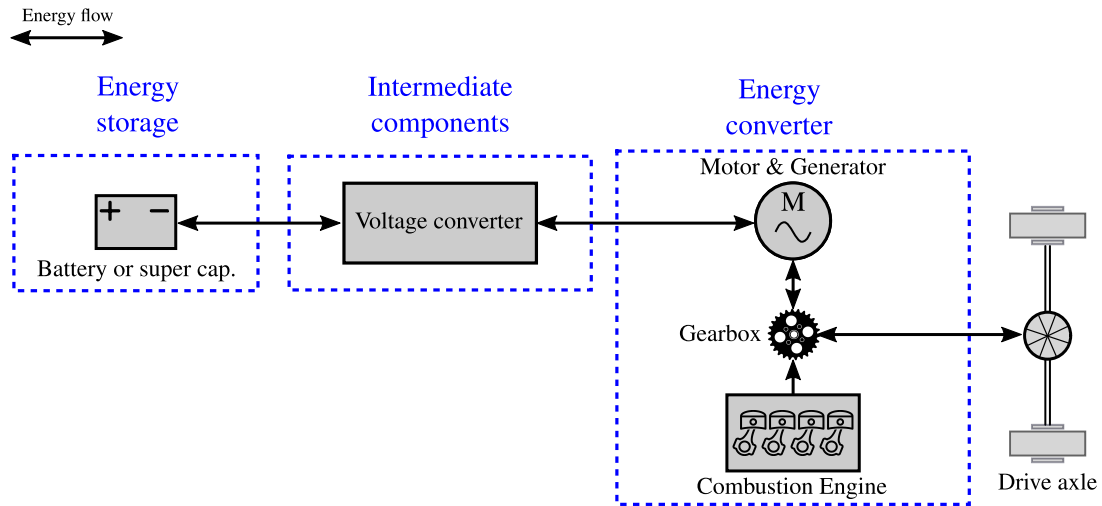 Energy flow
Energy
storage
Intermediate
components
Energy
converter
Motor & Generator
M
+ −
Voltage converter
Battery or super cap.
Gearbox
Combustion Engine
Drive axle